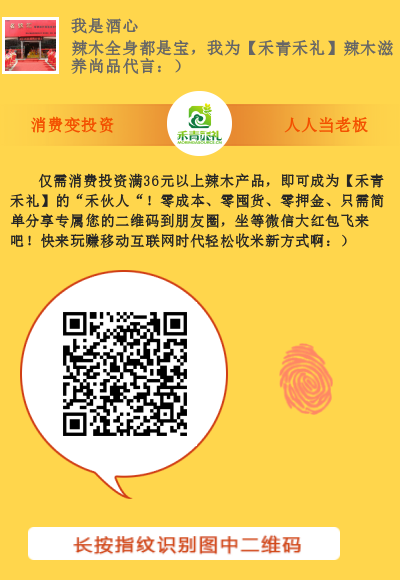 我是酒心
辣木全身都是宝，我为【禾青禾礼】辣木滋
养尚品代言：）
消费变投资
禾青禾礼
人人当老板
仅需消费投资满36元以上辣木产品，即可成为【禾青
禾礼】的“禾伙人“！零成本、零囤货、零押金、只需简
单分享专属您的二维码到朋友圈，坐等微信大红包飞来
吧！快来玩赚移动互联网时代轻松收米新方式啊：）
长按指纹识别图中二维码